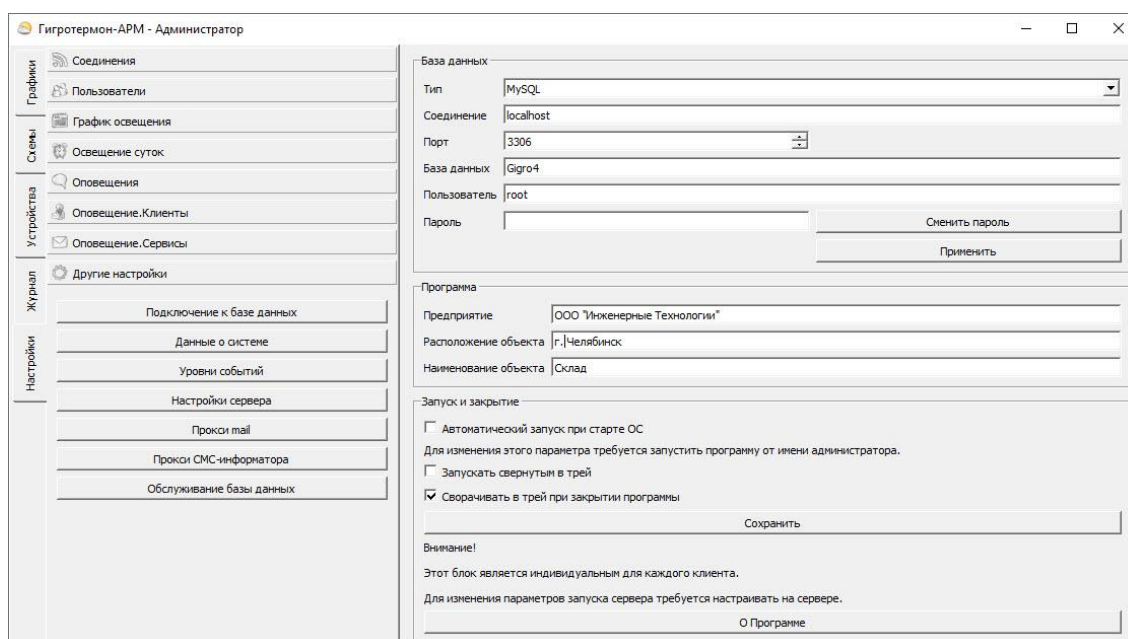 Гигротермон-АРМ - Администратор
Графики
Схемы
Устройства
Журнал
Настройки
Соединения
Пользователи
График освещения
Освещение суток
Оповещения
Оповещение.Клиенты
Оповещение.Сервисы
Другие настройки
Подключение к базе данных
Данные о системе
Уровни событий
Настройки сервера
Прокси mail
Прокси СМС-информатора
Обслуживание базы данных
База данных
Тип MySQL
Соединение localhost
Порт 3306
База данных Gigro4
Пользователь root
Пароль Сменить пароль
Применить
Программа
Предприятие ООО "Инженерные Технологии"
Расположение объекта г. Челябинск
Наименование объекта Склад
Запуск и закрытие
Автоматический запуск при старте ОС
Для изменения этого параметра требуется запустить программу от имени администратора.
Запускать свернутым в трей
Сворачивать в трей при закрытии программы
Сохранить
Внимание!
Этот блок является индивидуальным для каждого клиента.
Для изменения параметров запуска сервера требуется настраивать на сервере.
О Программе